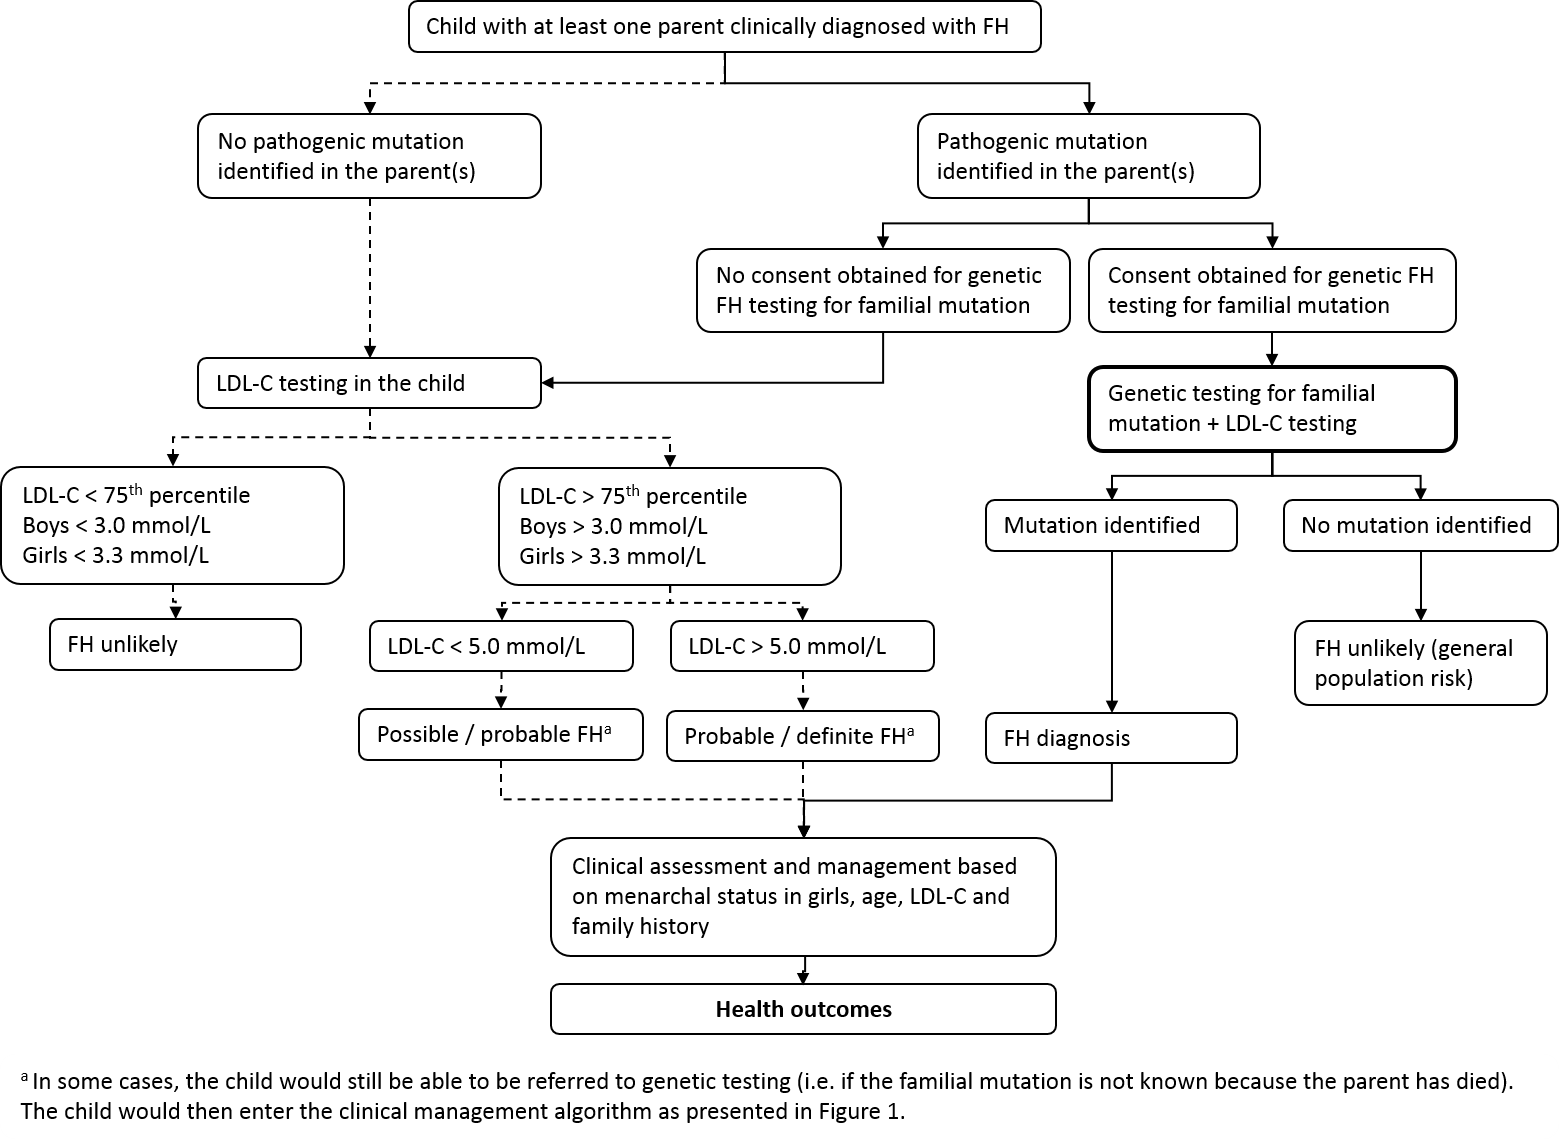 Child with at least one parent clinically diagnosed with FH
No pathogenic mutation
identified in the parent(s)
Pathogenic mutation
identified in the parent(s)
No consent obtained for genetic
FH testing for familial mutation
Consent obtained for genetic FH
testing for familial mutation
LDL-C testing in the child
Genetic testing for familial
mutation + LDL-C testing
LDL-C < 75th percentile
Boys < 3.0 mmol/L
Girls < 3.3 mmol/L
LDL-C > 75th percentile
Boys > 3.0 mmol/L
Girls > 3.3 mmol/L
Mutation identified
No mutation identified
FH unlikely
LDL-C < 5.0 mmol/L
LDL-C > 5.0 mmol/L
FH unlikely (general
population risk)
Possible / probable FHa
Probable / definite FHa
FH diagnosis
Clinical assessment and management based
on menarchal status in girls, age, LDL-C and
family history
Health outcomes
a In some cases, the child would still be able to be referred to genetic testing (i.e. if the familial mutation is not known because the parent has died).
The child would then enter the clinical management algorithm as presented in Figure 1.